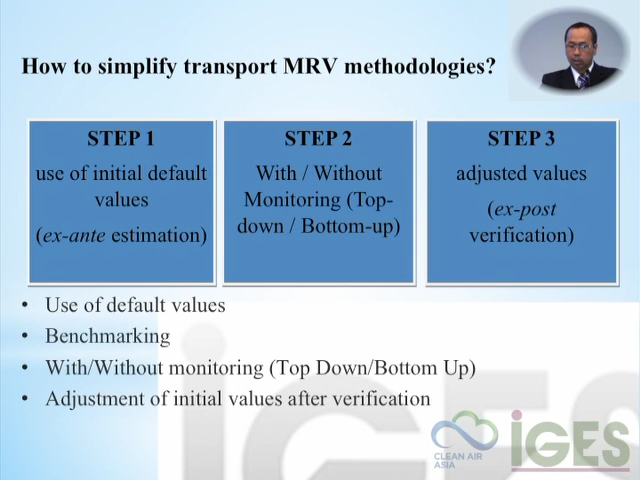 How to simplify transport MRV methodologies?
STEP 1
use of initial default
values
(ex-ante estimation)
STEP 2
With / Without
Monitoring (Top-
down / Bottom-up)
STEP 3
adjusted values
(ex-post
verification)
• Use of default values
• Benchmarking
• With/Without monitoring (Top Down/Bottom Up)
• Adjustment of initial values after verification
CLEAN AIR
ASIA
iGES
iGES